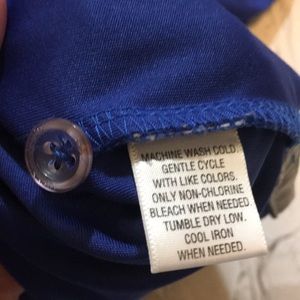 MACHINE WASH COLD.
GENTLE CYCLE
WITH LIKE COLORS.
ONLY NON-CHLORINE
BLEACH WHEN NEEDED.
TUMBLE DRY LOW.
COOL IRON
WHEN NEEDED.